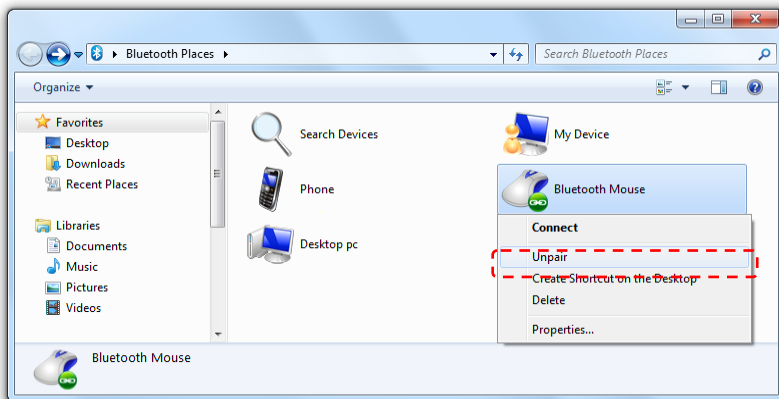 Bluetooth Places
Search Bluetooth Places
Organize
Favorites
Desktop
Downloads
Recent Places
Libraries
Documents
Music
Pictures
Videos
Search Devices
My Device
Phone
Bluetooth Mouse
Desktop pc
Connect
Unpair
Create Shortcut on the Desktop
Delete
Properties...
Bluetooth Mouse